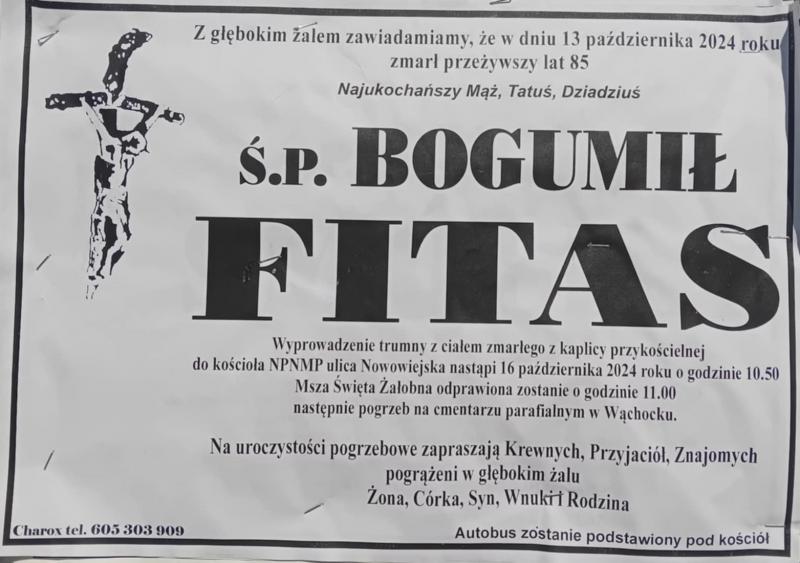 Z głębokim żalem zawiadamiamy, że w dniu 13 października 2024 roku
zmarł przeżywszy lat 85
Najukochańszy Mąż, Tatuś, Dziadziuś
Ś.P. BOGUMIŁ
FITAS
Wyprowadzenie trumny z ciałem zmarłego z kaplicy przykościelnej
do kościoła NPNMP ulica Nowowiejska nastąpi 16 października 2024 roku o godzinie 10.50
Msza Święta Żałobna odprawiona zostanie o godzinie 11.00
następnie pogrzeb na cmentarzu parafialnym w Wąchocku.
Na uroczystości pogrzebowe zapraszają Krewnych, Przyjaciół, Znajomych
pogrążeni w głębokim żalu
Żona, Córka, Syn, Wnuki i Rodzina
Charox tel. 605 303 909
Autobus zostanie podstawiony pod kościół